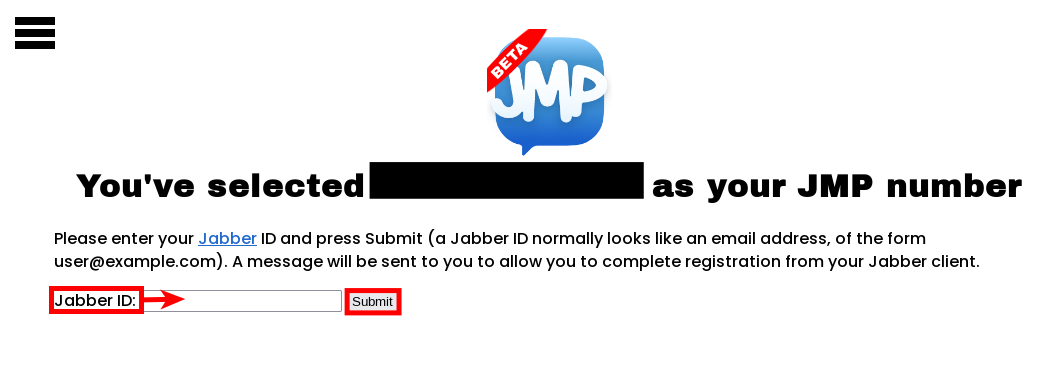 BETA
JMP
You've selected as your JMP number
Please enter your Jabber ID and press Submit (a Jabber ID normally looks like an email address, of the form
user@example.com). A message will be sent to you to allow you to complete registration from your Jabber client.
Jabber ID: Submit